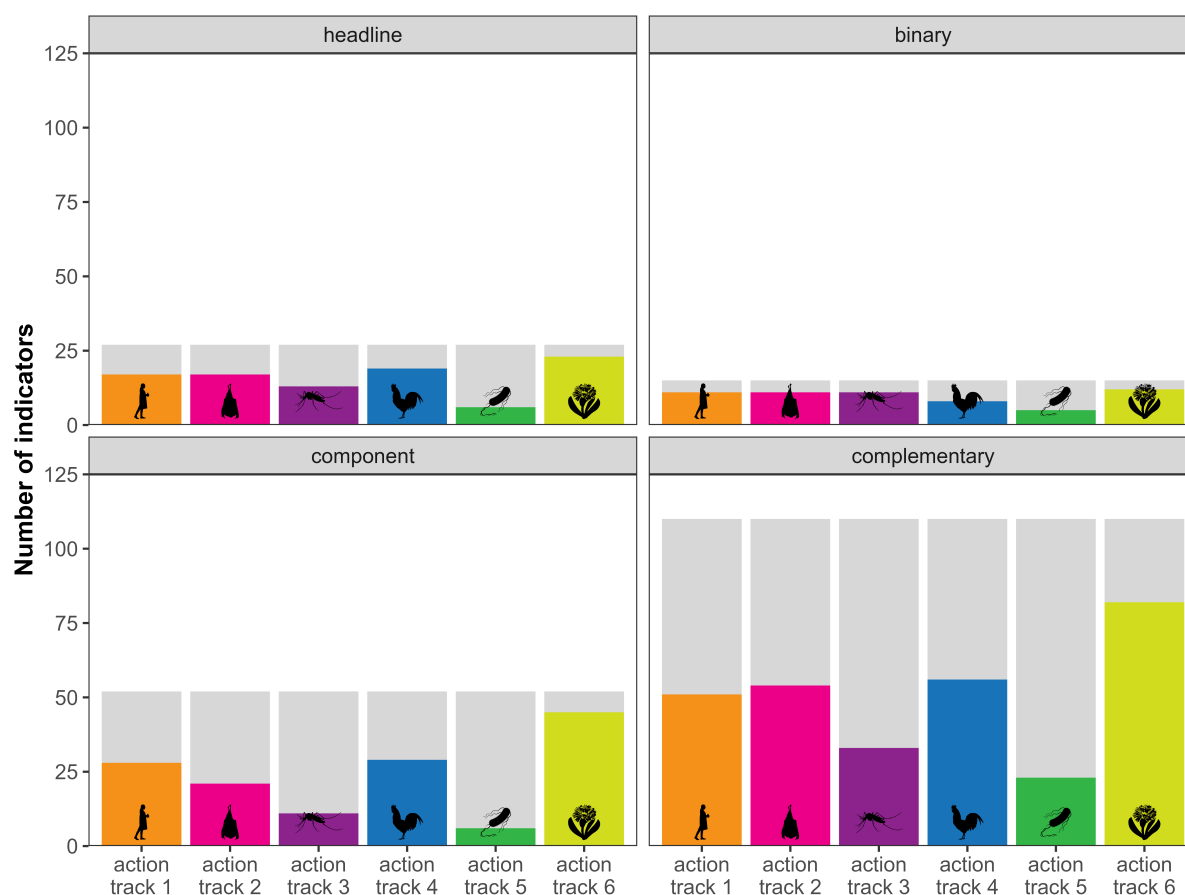 headline
binary
125
100
75
50
25
0
Number of indicators
component
complementary
125
100
75
50
25
0
action track 1
action track 2
action track 3
action track 4
action track 5
action track 6
action track 1
action track 2
action track 3
action track 4
action track 5
action track 6